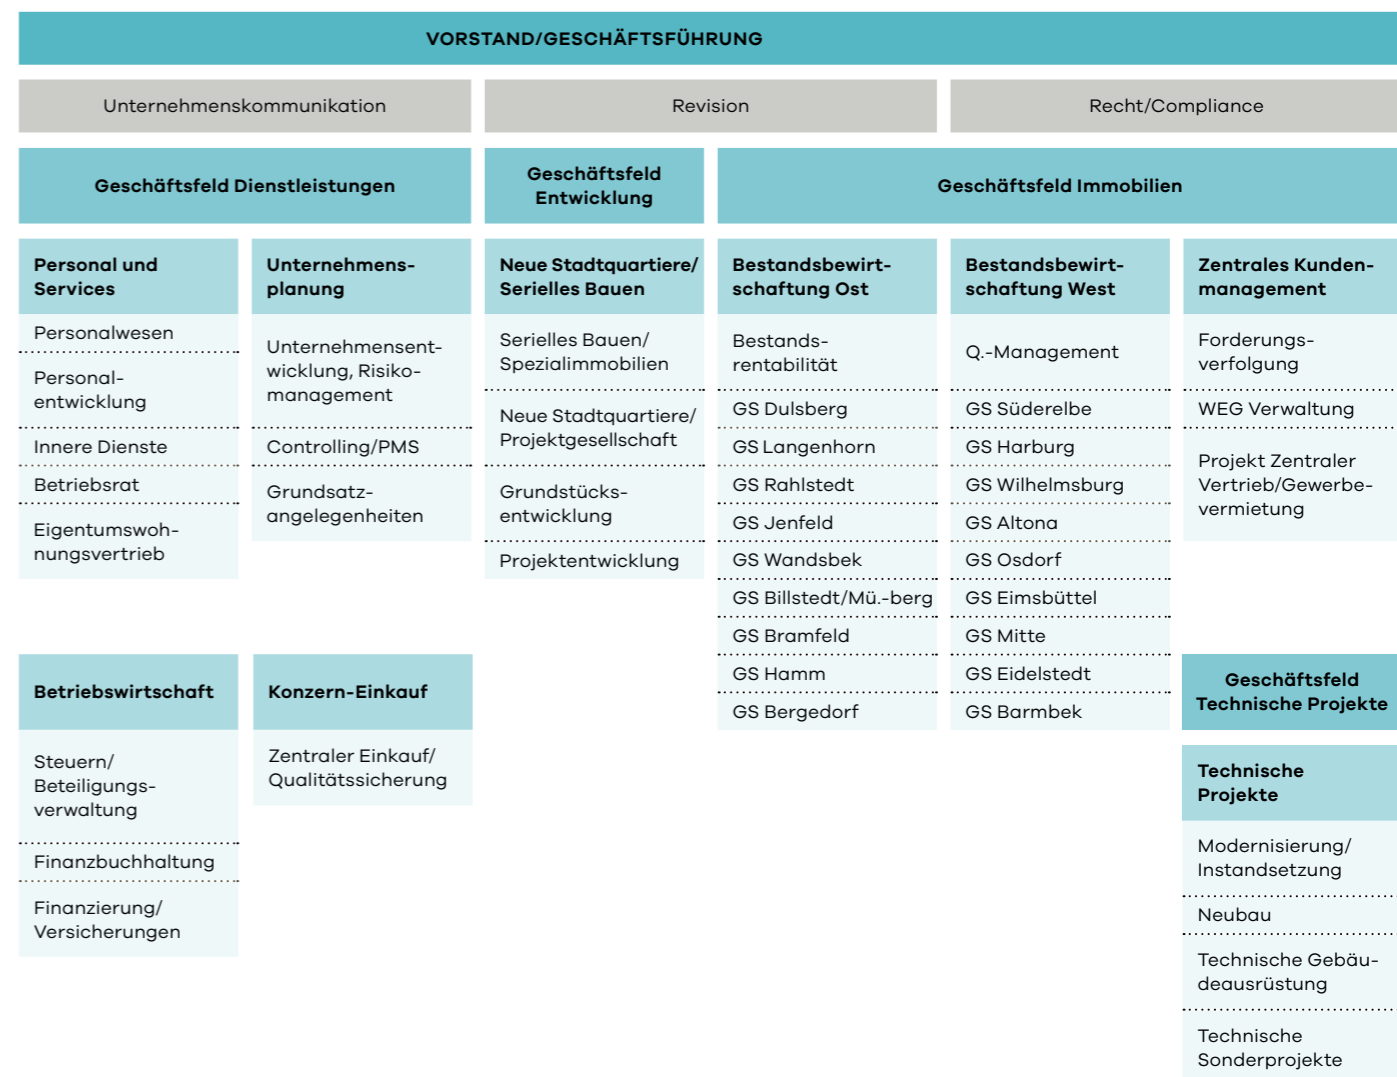 VORSTAND/GESCHÄFTSFÜHRUNG
Unternehmenskommunikation
Revision
Recht/Compliance
Geschäftsfeld Dienstleistungen
Geschäftsfeld
Entwicklung
Geschäftsfeld Immobilien
Personal und
Services
Personalwesen
Personal-
entwicklung
Innere Dienste
Betriebsrat
Eigentumswoh-
nungsvertrieb
Unternehmens-
planung
Unternehmensent-
wicklung, Risiko-
management
Controlling/PMS
Grundsatz-
angelegenheiten
Neue Stadtquartiere/
Serielles Bauen
Serielles Bauen/
Spezialimmobilien
Neue Stadtquartiere/
Projektgesellschaft
Grundstücks-
entwicklung
Projektentwicklung
Bestandsbewirt-
schaftung Ost
Bestands-
rentabilität
GS Dulsberg
GS Langenhorn
GS Rahlstedt
GS Jenfeld
GS Wandsbek
GS Billstedt/Mü.-berg
GS Bramfeld
GS Hamm
GS Bergedorf
Bestandsbewirt-
schaftung West
Q.-Management
GS Süderelbe
GS Harburg
GS Wilhelmsburg
GS Altona
GS Osdorf
GS Eimsbüttel
GS Mitte
GS Eidelstedt
GS Barmbek
Zentrales Kunden-
management
Forderungs-
verfolgung
WEG Verwaltung
Projekt Zentraler
Vertrieb/Gewerbe-
vermietung
Betriebswirtschaft
Steuern/
Beteiligungs-
verwaltung
Finanzbuchhaltung
Finanzierung/
Versicherungen
Konzern-Einkauf
Zentraler Einkauf/
Qualitätssicherung
Geschäftsfeld
Technische Projekte
Technische
Projekte
Modernisierung/
Instandsetzung
Neubau
Technische Gebäu-
deausrüstung
Technische
Sonderprojekte